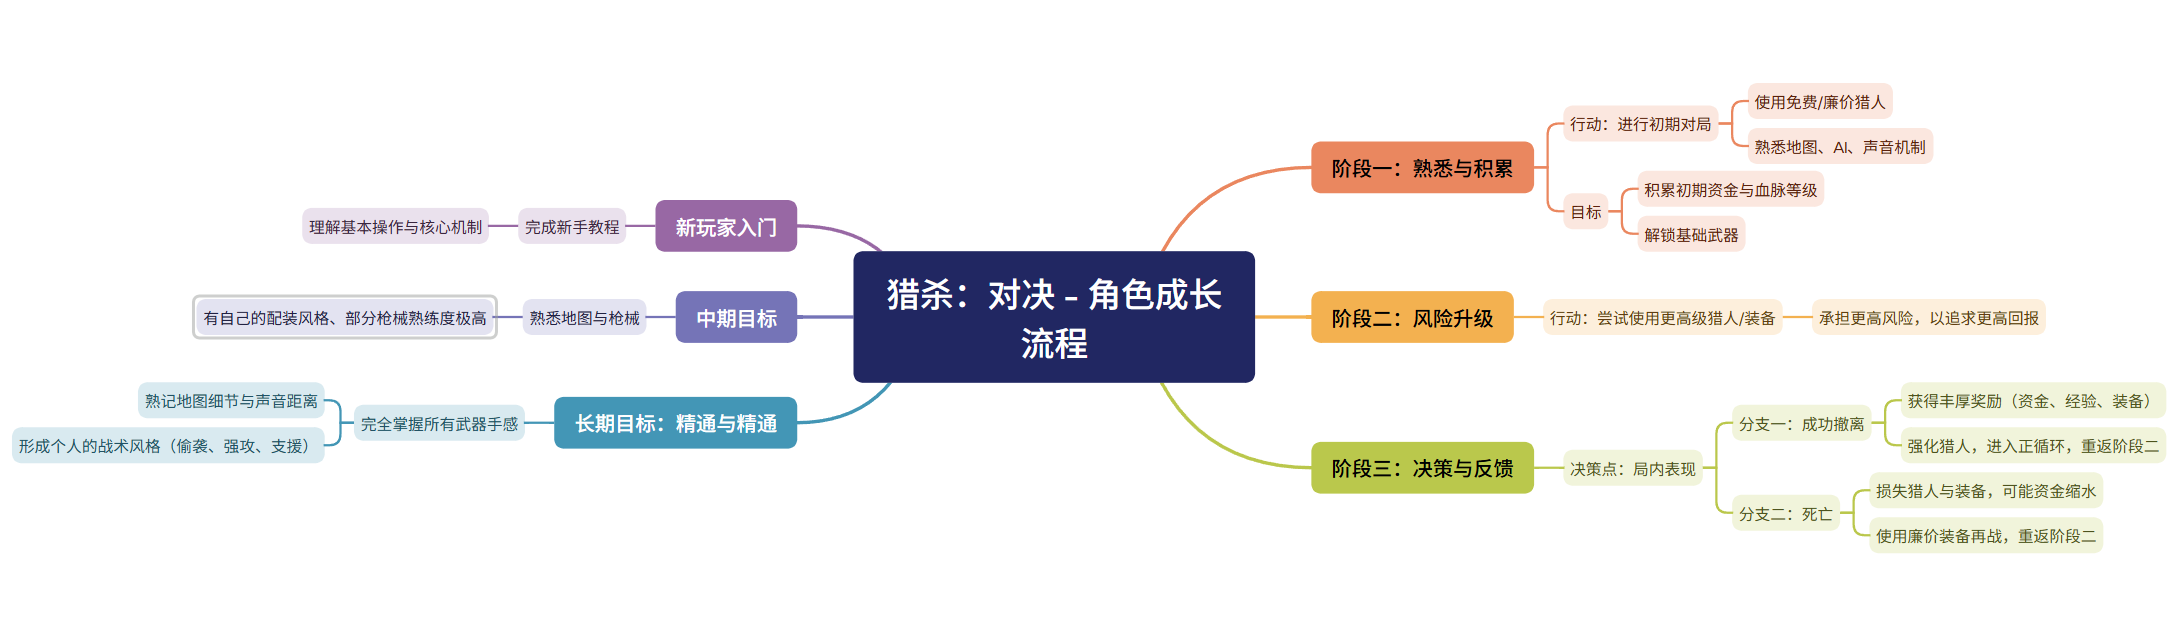 猎杀：对决 - 角色成长
流程
阶段一：熟悉与积累
行动：进行初期对局
使用免费/廉价猎人
熟悉地图、AI、声音机制
目标
积累初期资金与血脉等级
解锁基础武器
阶段二：风险升级
行动：尝试使用更高级猎人/装备
承担更高风险，以追求更高回报
阶段三：决策与反馈
决策点：局内表现
分支一：成功撤离
获得丰厚奖励（资金、经验、装备）
强化猎人，进入正循环，重返阶段二
分支二：死亡
损失猎人与装备，可能资金缩水
使用廉价装备再战，重返阶段二
新玩家入门
完成新手教程
理解基本操作与核心机制
中期目标
熟悉地图与枪械
有自己的配装风格、部分枪械熟练度极高
长期目标：精通与精通
完全掌握所有武器手感
熟记地图细节与声音距离
形成个人的战术风格（偷袭、强攻、支援）